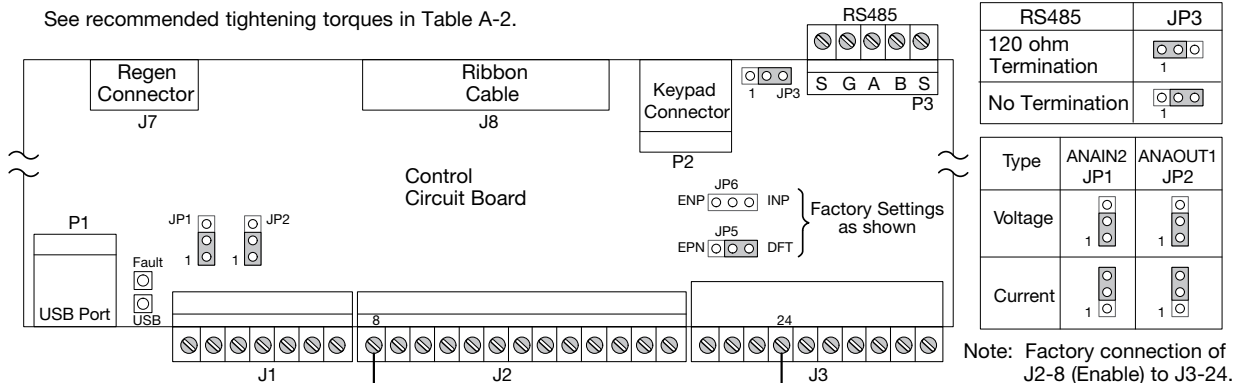 See recommended tightening torques in Table A-2.
RS485
S G A B S
P3
Regen
Connector
J7
Ribbon
Cable
J8
Keypad
Connector
P2
1 JP3
Control
Circuit Board
JP6
ENP INP
JP5
EPN DFT
Factory Settings
as shown
P1
USB Port
Fault
USB
JP1
1
JP2
1
8
24
J1
J2
J3
RS485 JP3
120 ohm
Termination
1
No Termination
1
Type ANAIN2 ANAOUT1
JP1 JP2
Voltage
1 1
Current
1 1
Note: Factory connection of
J2-8 (Enable) to J3-24.